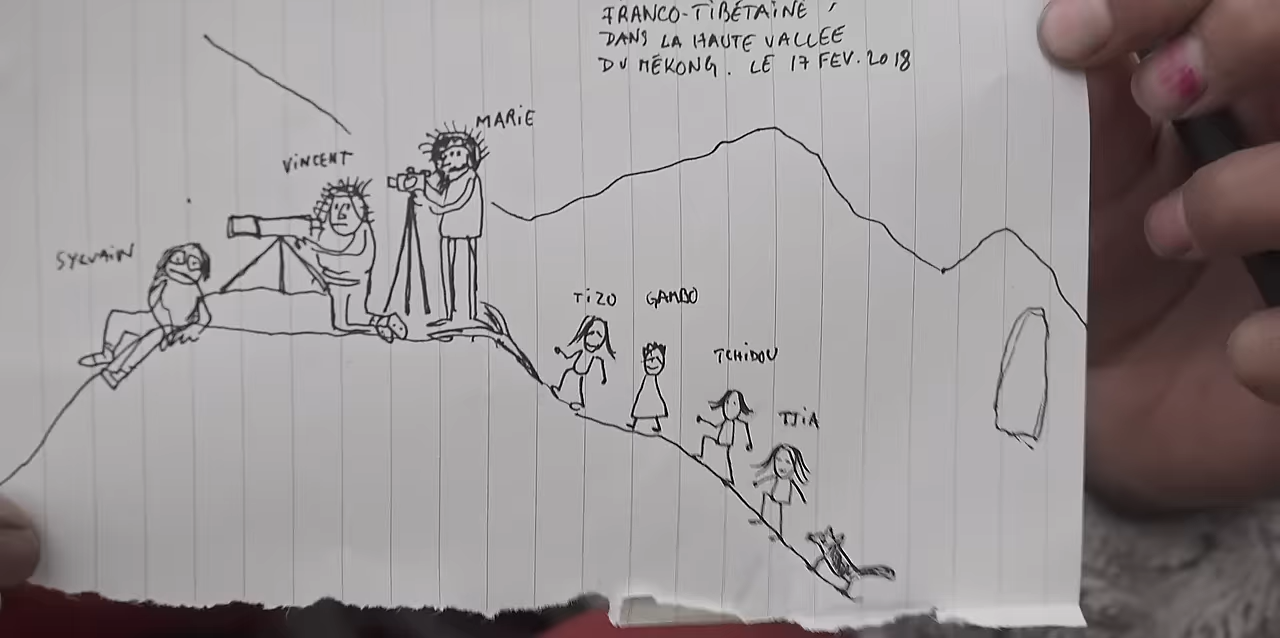 FRANCO-TIBÉTAINE,
DANS LA HAUTE VALLÉE
DU MÉKONG. LE 17 FEV. 2018
MARiE
ViNCENT
SYLVAiN
TiZO GAMBO
TCHiDOU
TJiA